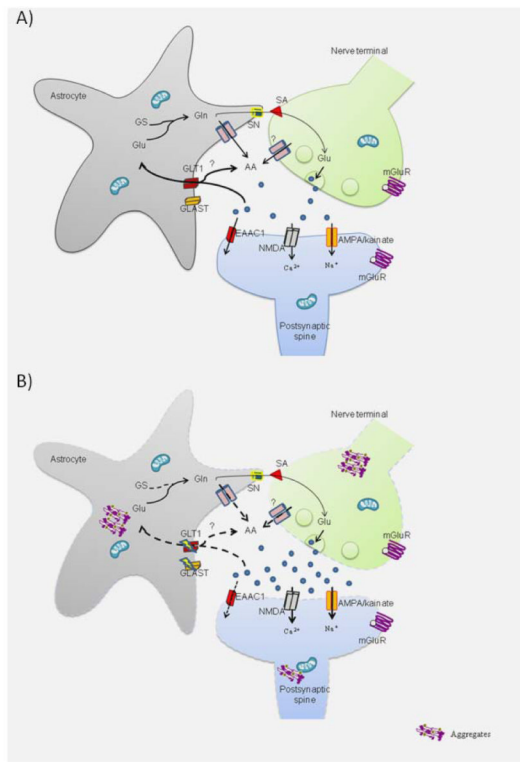 A)
Nerve terminal
Astrocyte
SA
GS
Gln
SN
Glu
?
?
Glu
GLT1
AA
mGluR
GLAST
EAAC1
NMDA
AMPA/kainate
Ca²⁺
Na⁺
mGluR
Postsynaptic
spine
B)
Nerve terminal
Astrocyte
SA
GS
Gln
SN
Glu
?
?
Glu
GLT1
AA
mGluR
GLAST
EAAC1
NMDA
AMPA/kainate
Ca²⁺
Na⁺
mGluR
Postsynaptic
spine
Aggregates